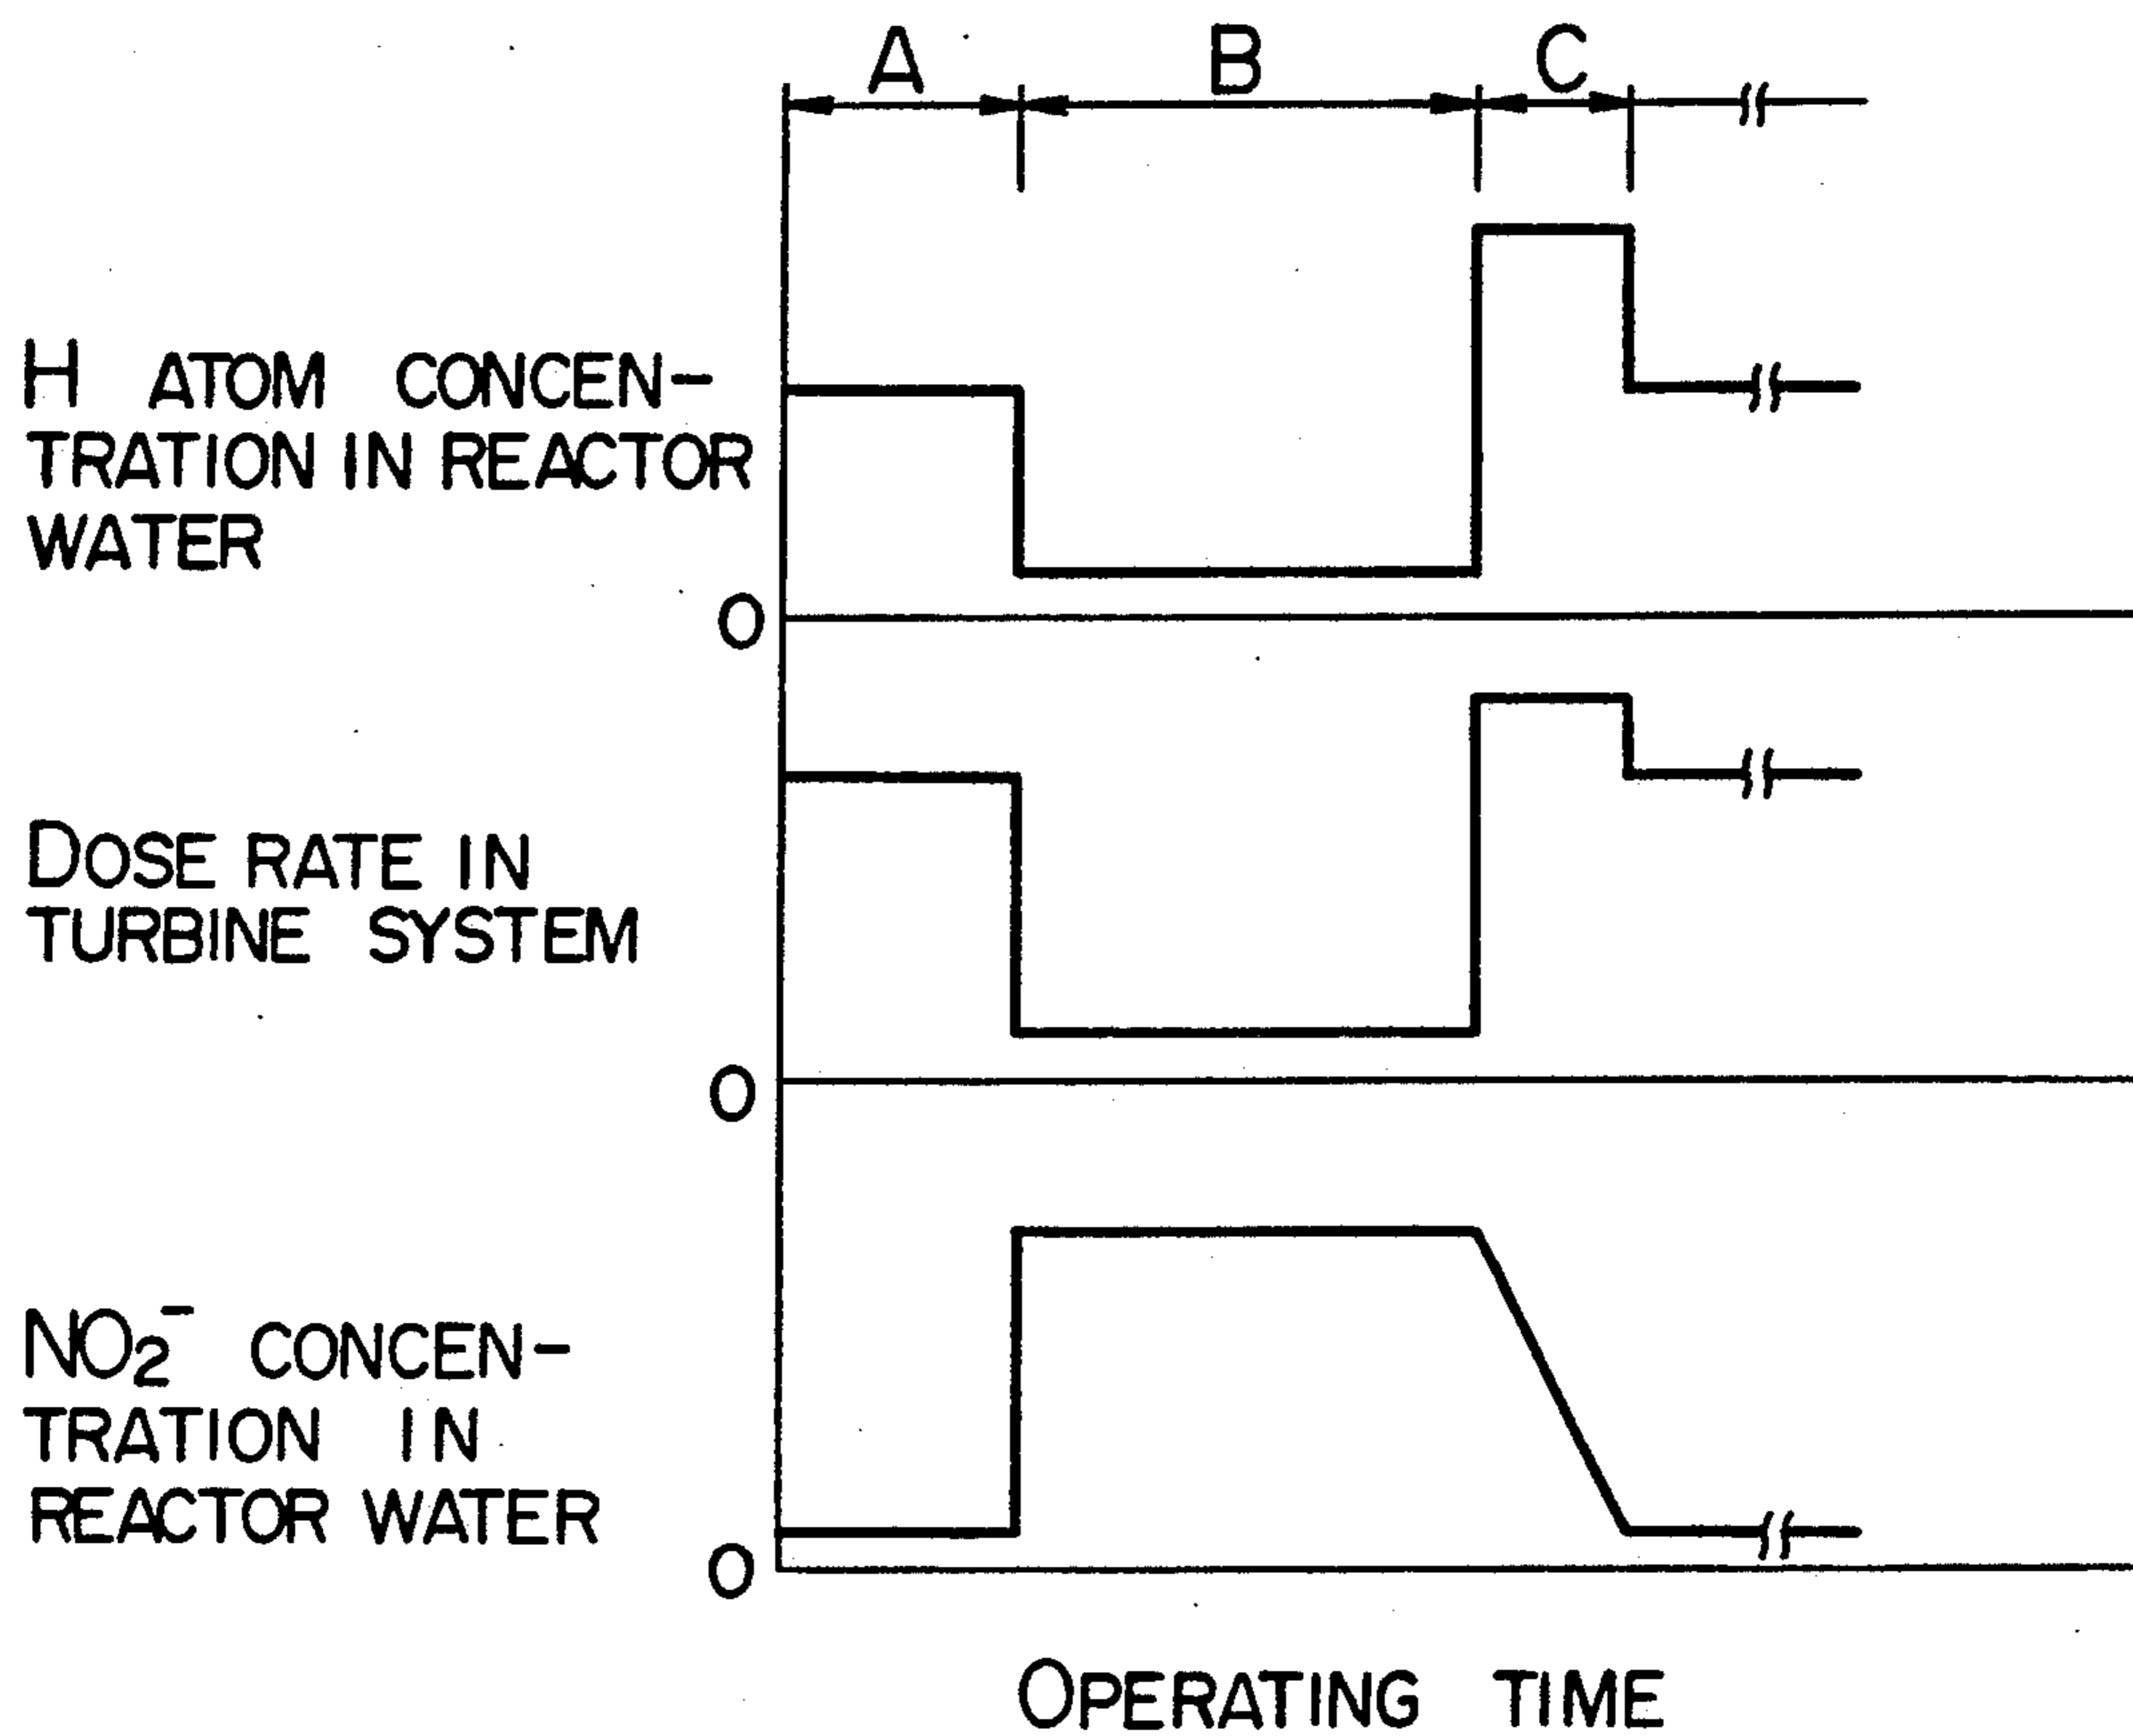 A B C
H ATOM CONCEN-
TRATION IN REACTOR
WATER
0
DOSE RATE IN
TURBINE SYSTEM
0
NO₂⁻ CONCEN-
TRATION IN
REACTOR WATER
0
OPERATING TIME